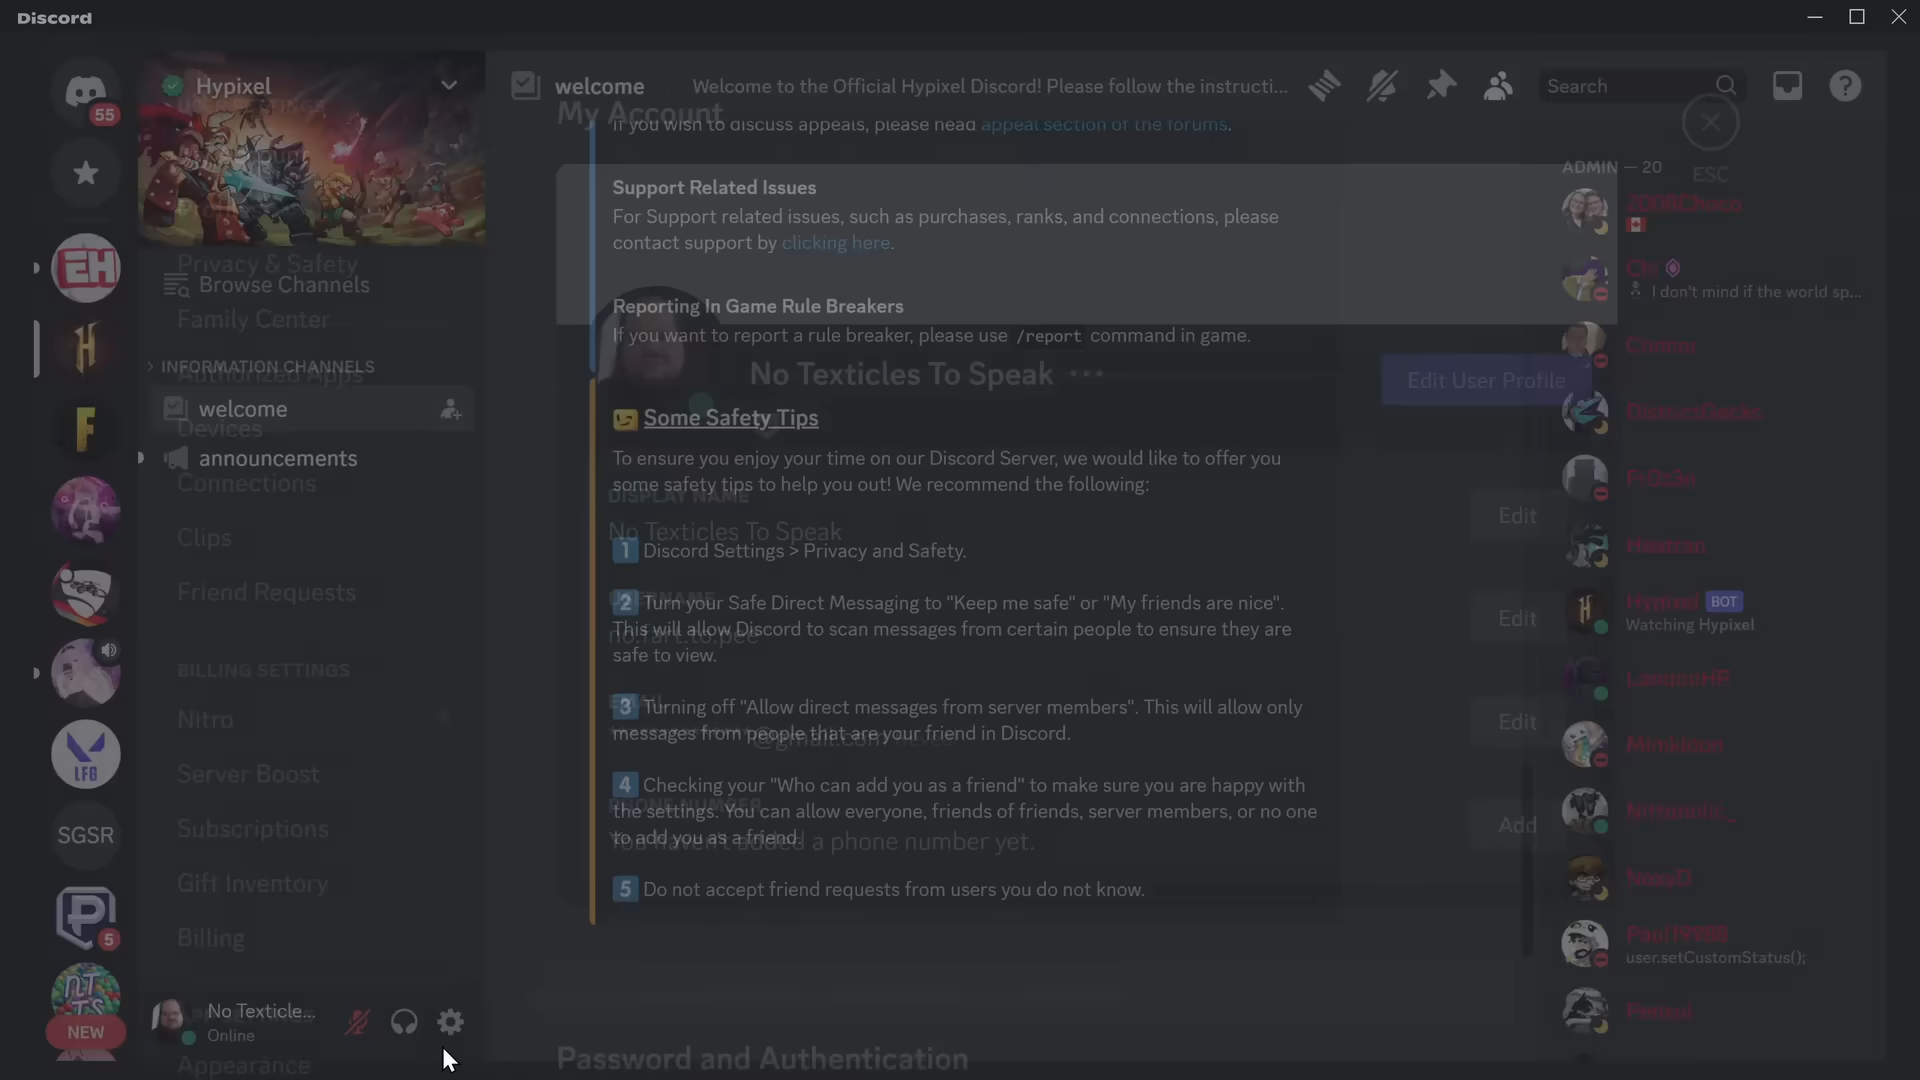 Discord
55
Hypixel
welcome
Welcome to the Official Hypixel Discord! Please follow the instructi...
Search
My Account
If you wish to discuss appeals, please head appeal section of the forums.
ESC
Support Related Issues
For Support related issues, such as purchases, ranks, and connections, please
contact support by clicking here.
Reporting In Game Rule Breakers
If you want to report a rule breaker, please use /report command in game.
No Texticles To Speak
Edit User Profile
Some Safety Tips
To ensure you enjoy your time on our Discord Server, we would like to offer you
some safety tips to help you out! We recommend the following:
DISPLAY NAME
No Texticles To Speak
Edit
1 Discord Settings > Privacy and Safety.
2 Turn your Safe Direct Messaging to "Keep me safe" or "My friends are nice".
This will allow Discord to scan messages from certain people to ensure they are
safe to view.
Edit
3 Turning off "Allow direct messages from server members". This will allow only
messages from people that are your friend in Discord.
@gmail.com
Edit
4 Checking your "Who can add you as a friend" to make sure you are happy with
the settings. You can allow everyone, friends of friends, server members, or no one
to add you as a friend.
PHONE NUMBER
You haven't added a phone number yet.
Add
5 Do not accept friend requests from users you do not know.
Password and Authentication
Privacy & Safety
Browse Channels
Family Center
INFORMATION CHANNELS
Authorized Apps
welcome
Devices
announcements
Connections
Clips
Friend Requests
BILLING SETTINGS
Nitro
Server Boost
Subscriptions
Gift Inventory
Billing
No Texticle...
Online
Appearance
EH
H
F
LFG
SGSR
P
5
NEW
ADMIN — 20
I don't mind if the world sp...
Hypixel BOT
Watching Hypixel
user.setCustomStatus();